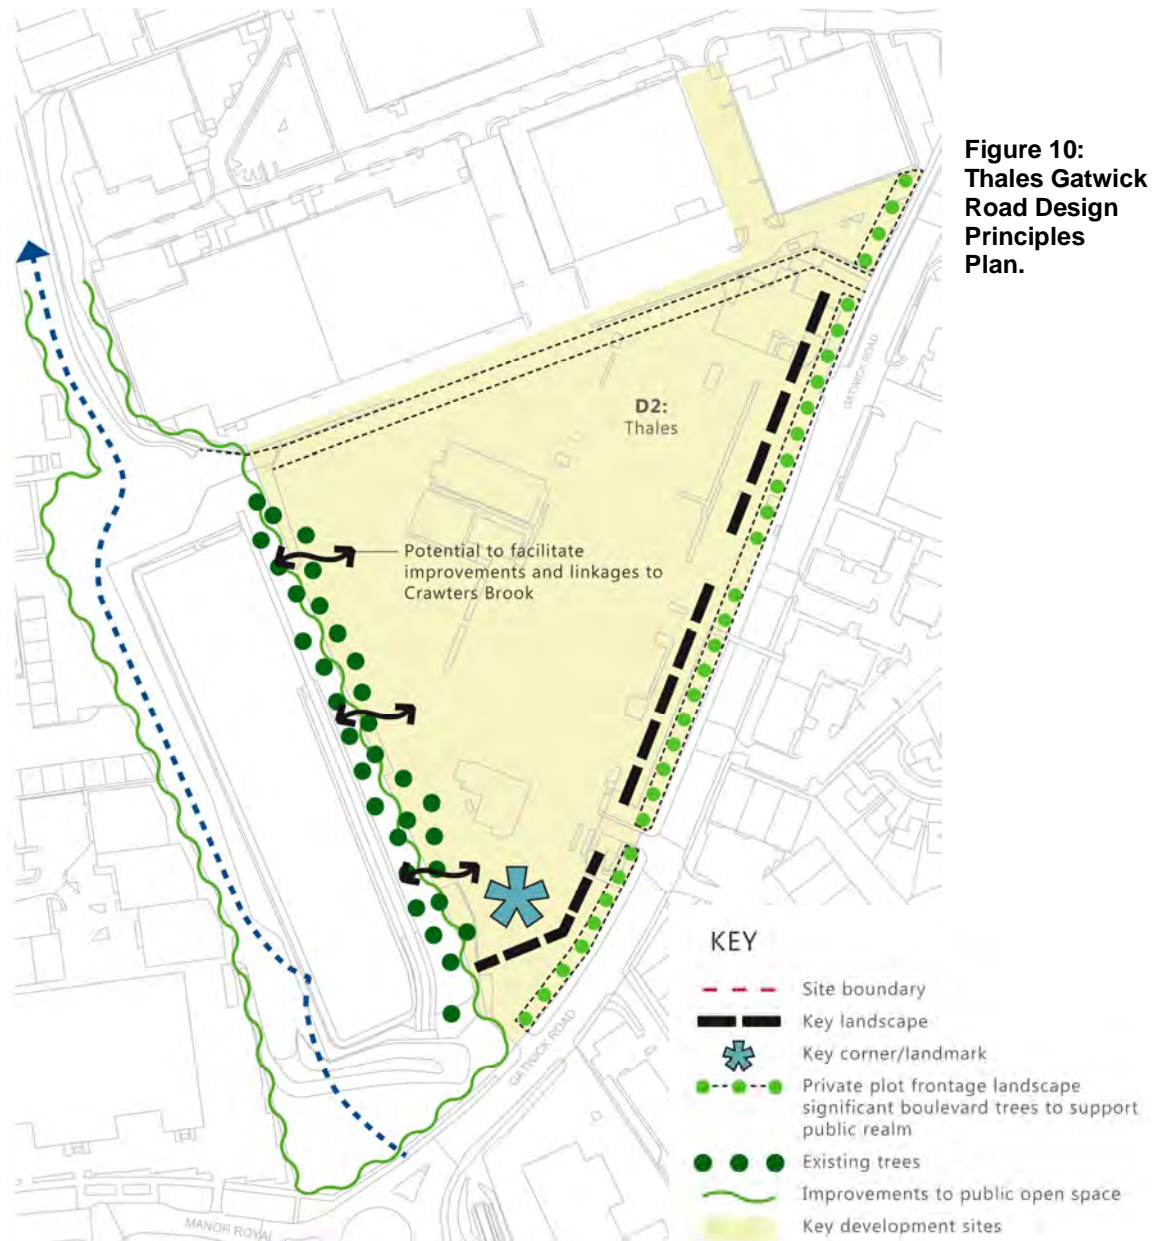 Figure 10:
Thales Gatwick
Road Design
Principles
Plan.
D2:
Thales
GATWICK ROAD
Potential to facilitate
improvements and linkages to
Crawters Brook
GATWICK ROAD
MANOR ROYAL
KEY
Site boundary
Key landscape
Key corner/landmark
Private plot frontage landscape
significant boulevard trees to support
public realm
Existing trees
Improvements to public open space
Key development sites